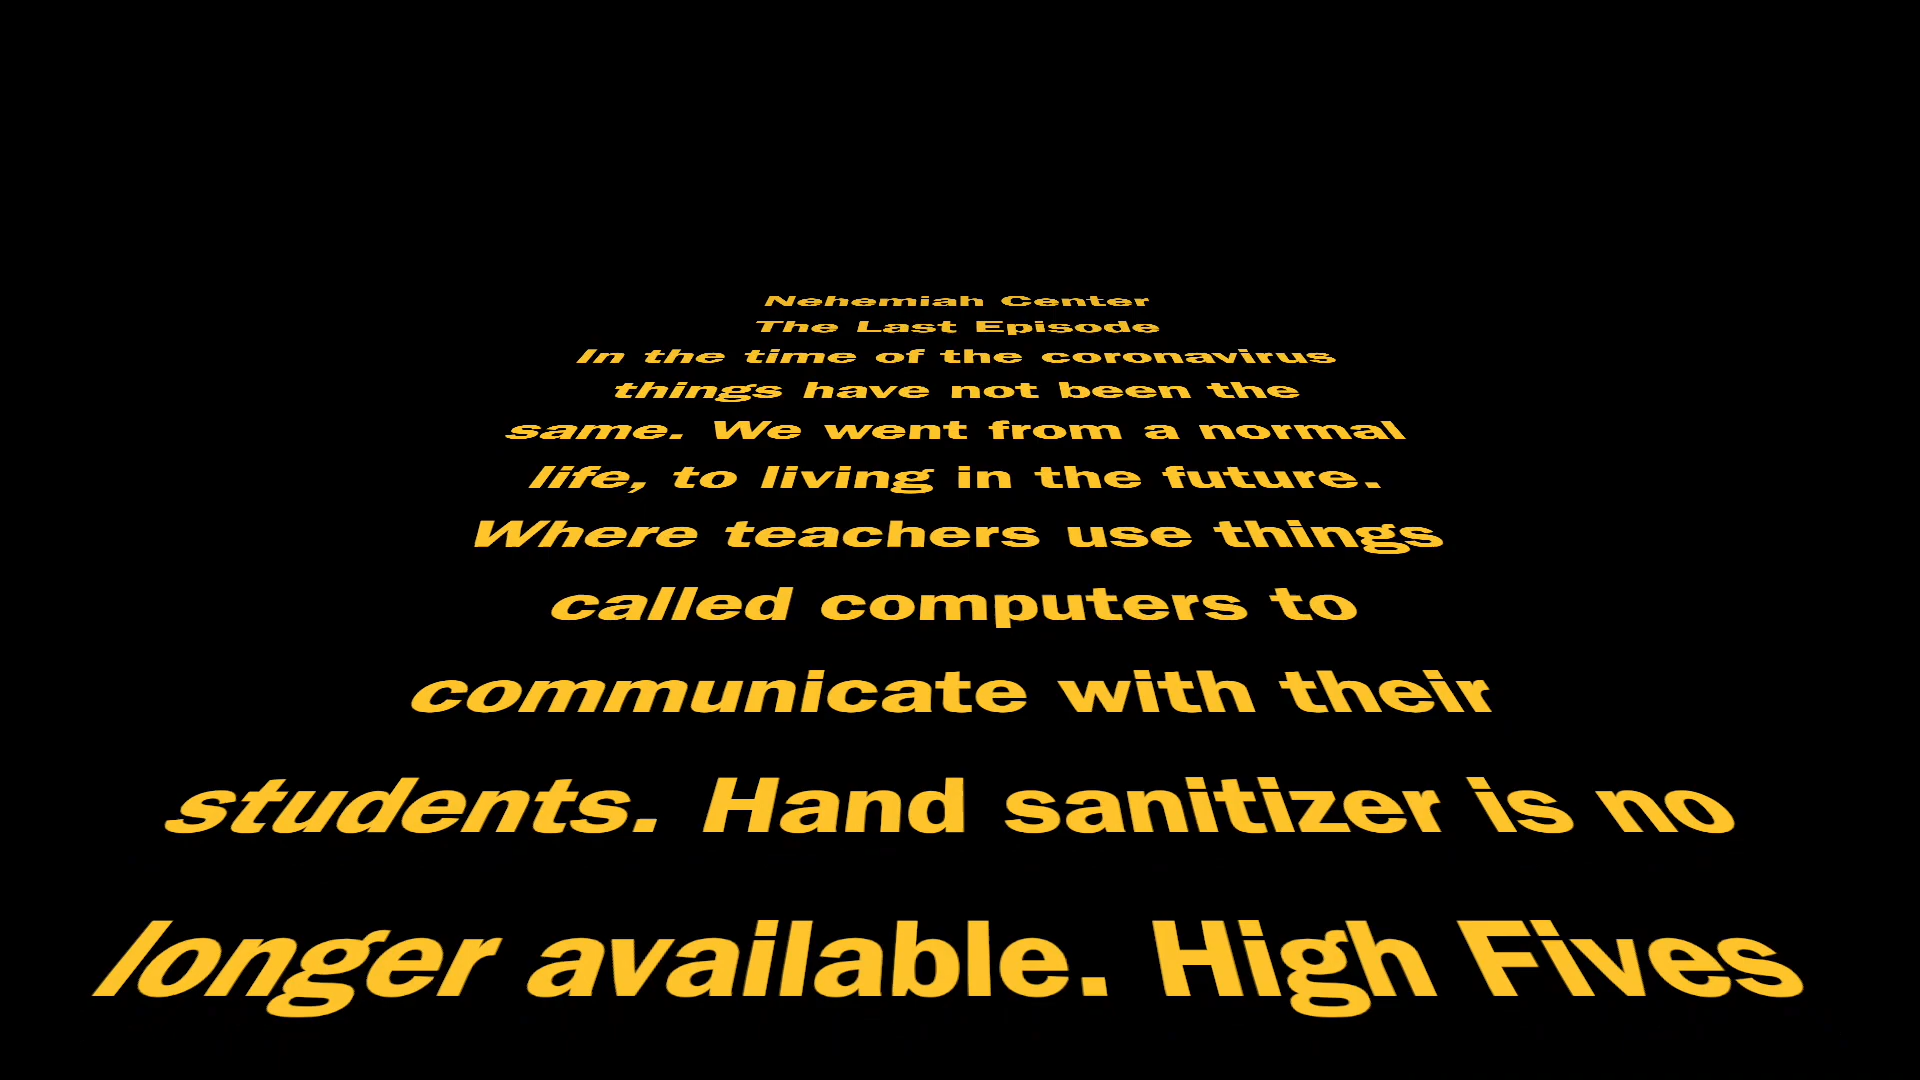 Nehemiah Center
The Last Episode
In the time of the coronavirus
things have not been the
same. We went from a normal
life, to living in the future.
Where teachers use things
called computers to
communicate with their
students. Hand sanitizer is no
longer available. High Fives